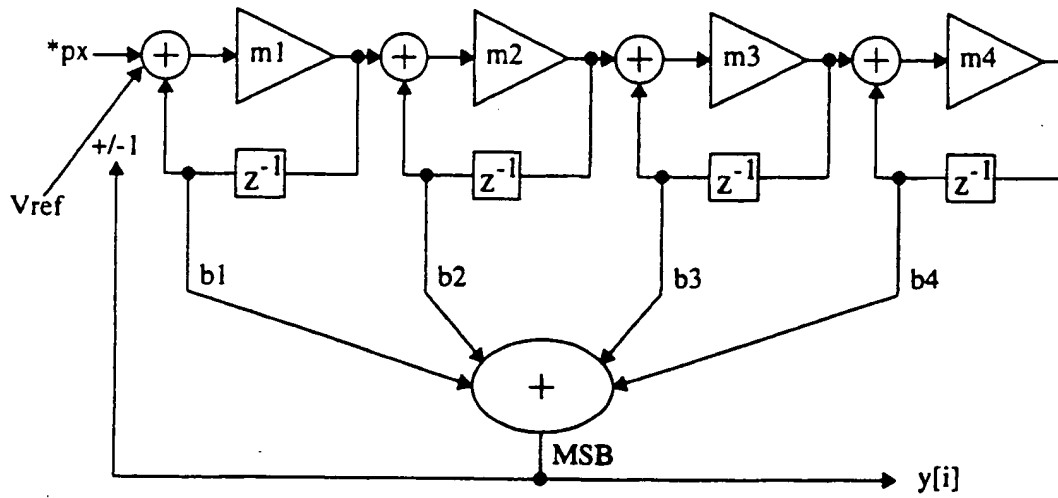 *px
+
m1
+
m2
+
m3
+
m4
+/-1
z-1
z-1
z-1
z-1
Vref
b1
b2
b3
b4
+
MSB
y[i]